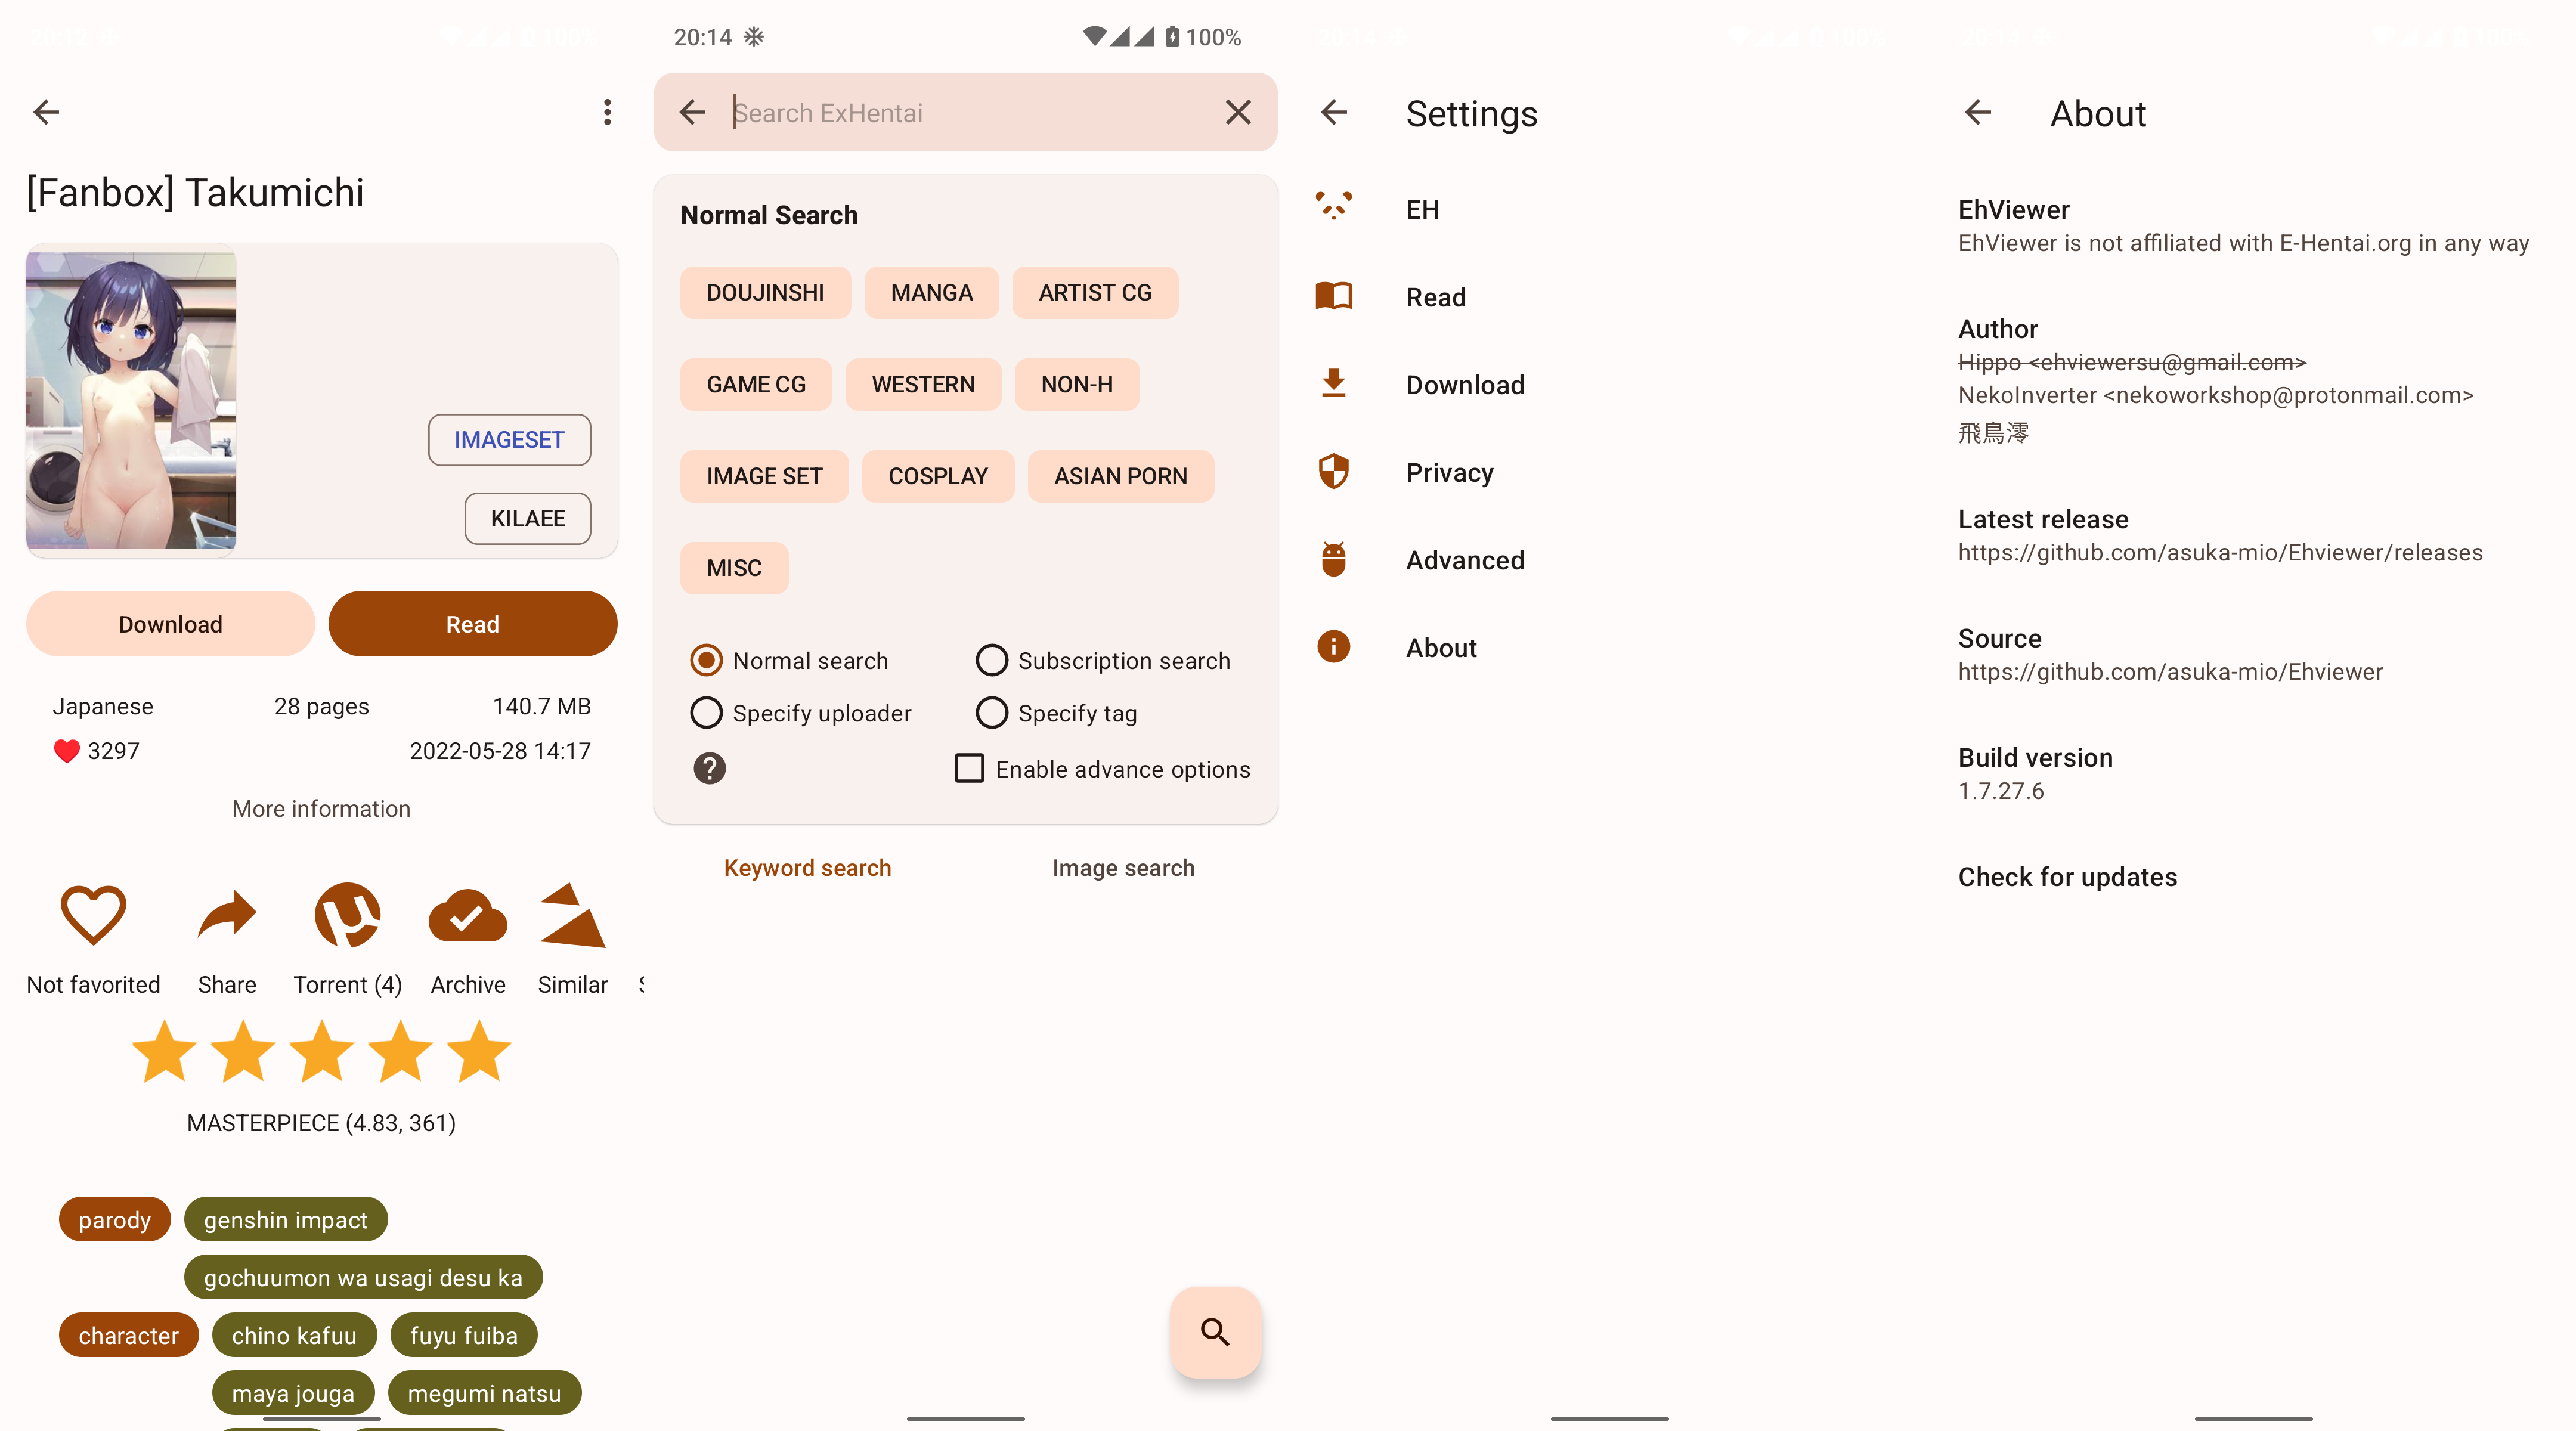 [Fanbox] Takumichi
IMAGESET
KILAEE
Download
Read
Japanese
28 pages
140.7 MB
3297
2022-05-28 14:17
More information
Not favorited
Share
Torrent (4)
Archive
Similar
MASTERPIECE (4.83, 361)
parody
genshin impact
gochuumon wa usagi desu ka
character
chino kafuu
fuyu fuiba
maya jouga
megumi natsu
20:14
100%
Search ExHentai
Normal Search
DOUJINSHI
MANGA
ARTIST CG
GAME CG
WESTERN
NON-H
IMAGE SET
COSPLAY
ASIAN PORN
MISC
Normal search
Subscription search
Specify uploader
Specify tag
Enable advance options
Keyword search
Image search
Settings
EH
Read
Download
Privacy
Advanced
About
About
EhViewer
EhViewer is not affiliated with E-Hentai.org in any way
Author
Hippo <ehviewersu@gmail.com>
NekoInverter <nekoworkshop@protonmail.com>
飛鳥澪
Latest release
https://github.com/asuka-mio/Ehviewer/releases
Source
https://github.com/asuka-mio/Ehviewer
Build version
1.7.27.6
Check for updates